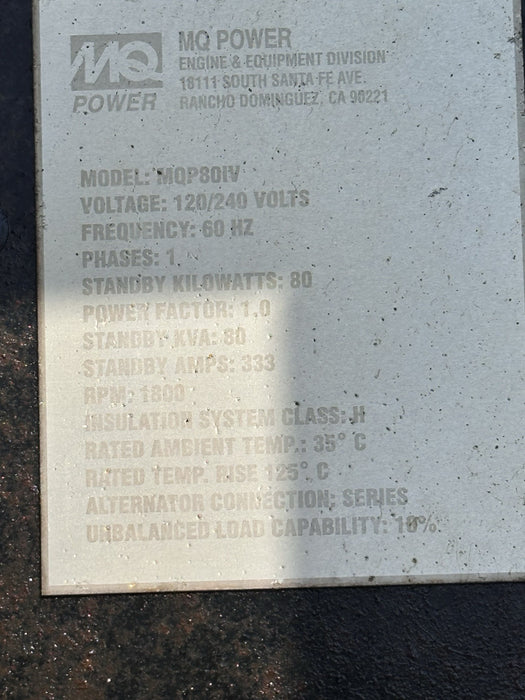 MQ POWER
MQ POWER
ENGINE & EQUIPMENT DIVISION
18111 SOUTH SANTA FE AVE.
RANCHO DOMINGUEZ, CA 90221
MODEL: MQP80IV
VOLTAGE: 120/240 VOLTS
FREQUENCY: 60 HZ
PHASES: 1
STANDBY KILOWATTS: 80
POWER FACTOR: 1.0
STANDBY KVA: 80
STANDBY AMPS: 333
RPM: 1800
INSULATION SYSTEM CLASS: H
RATED AMBIENT TEMP.: 35° C
RATED TEMP. RISE 125° C
ALTERNATOR CONNECTION: SERIES
UNBALANCED LOAD CAPABILITY: 10%